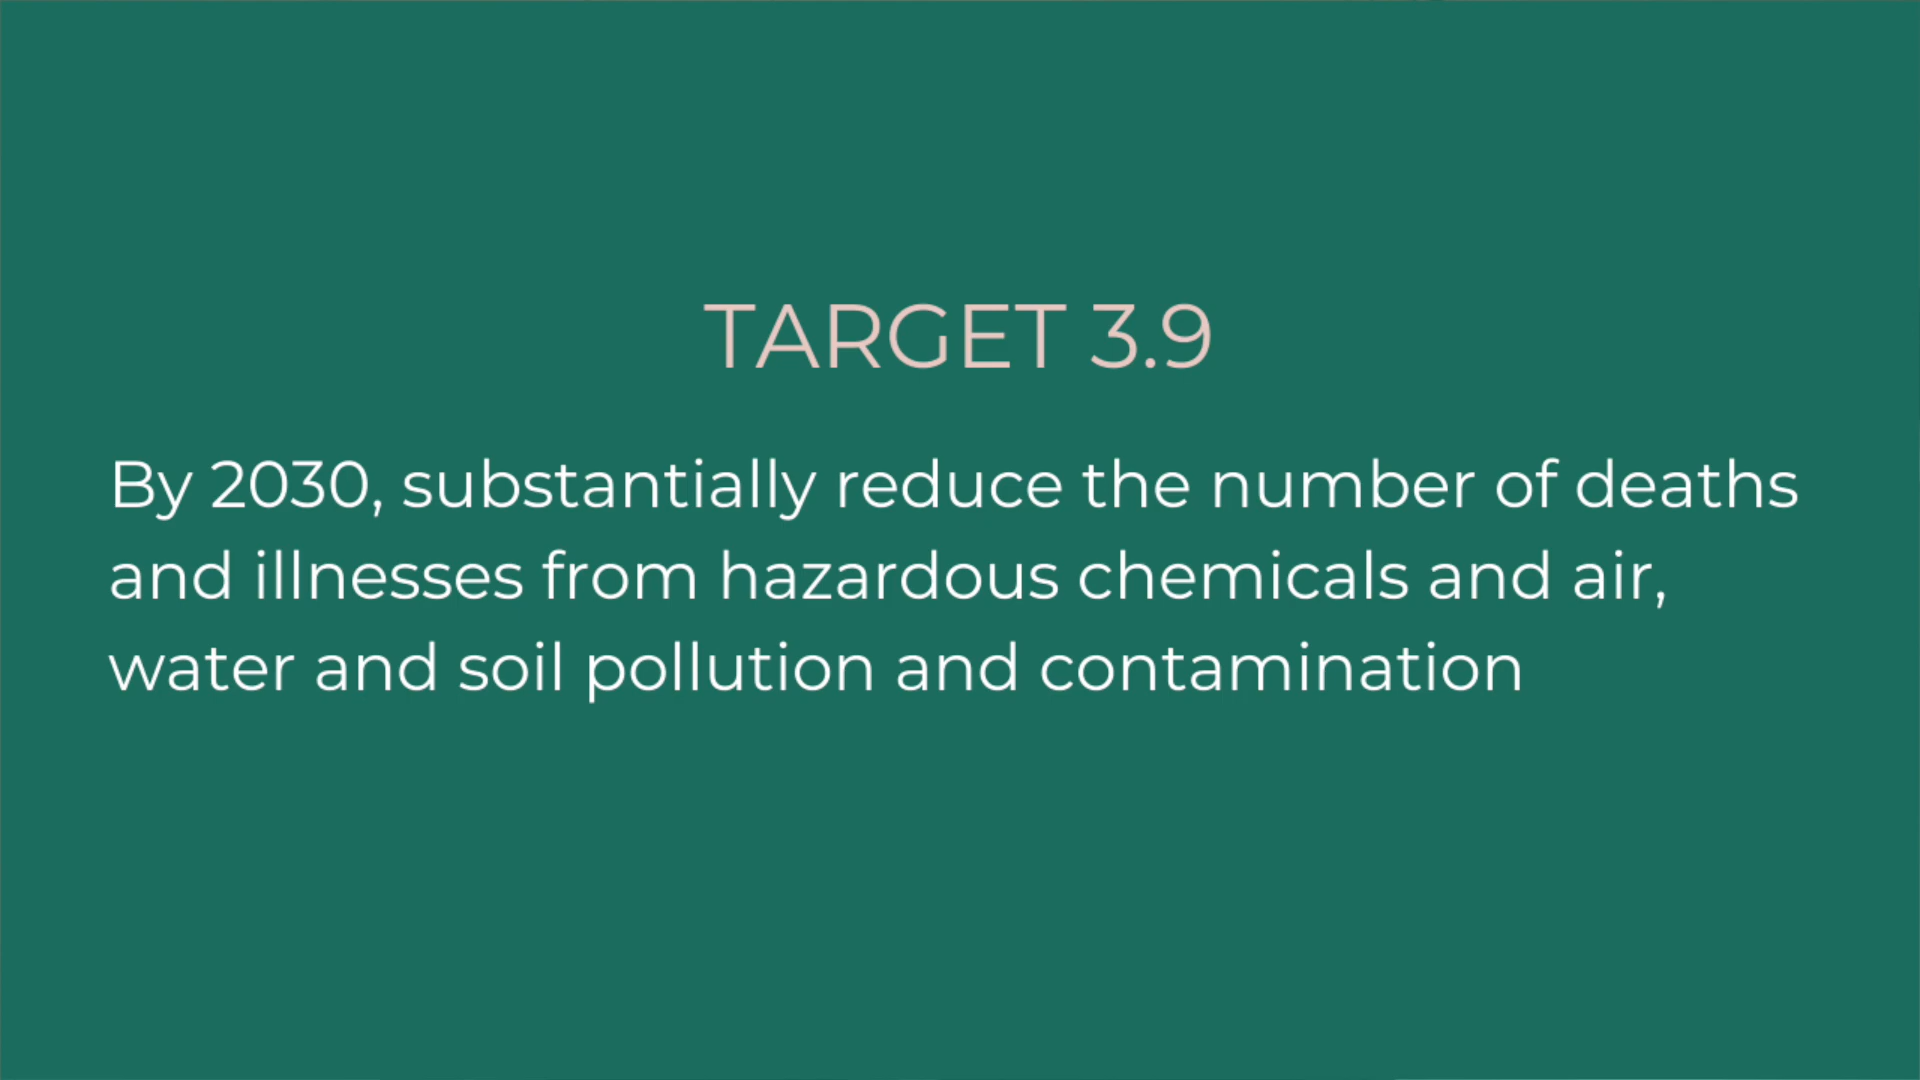 TARGET 3.9
By 2030, substantially reduce the number of deaths
and illnesses from hazardous chemicals and air,
water and soil pollution and contamination